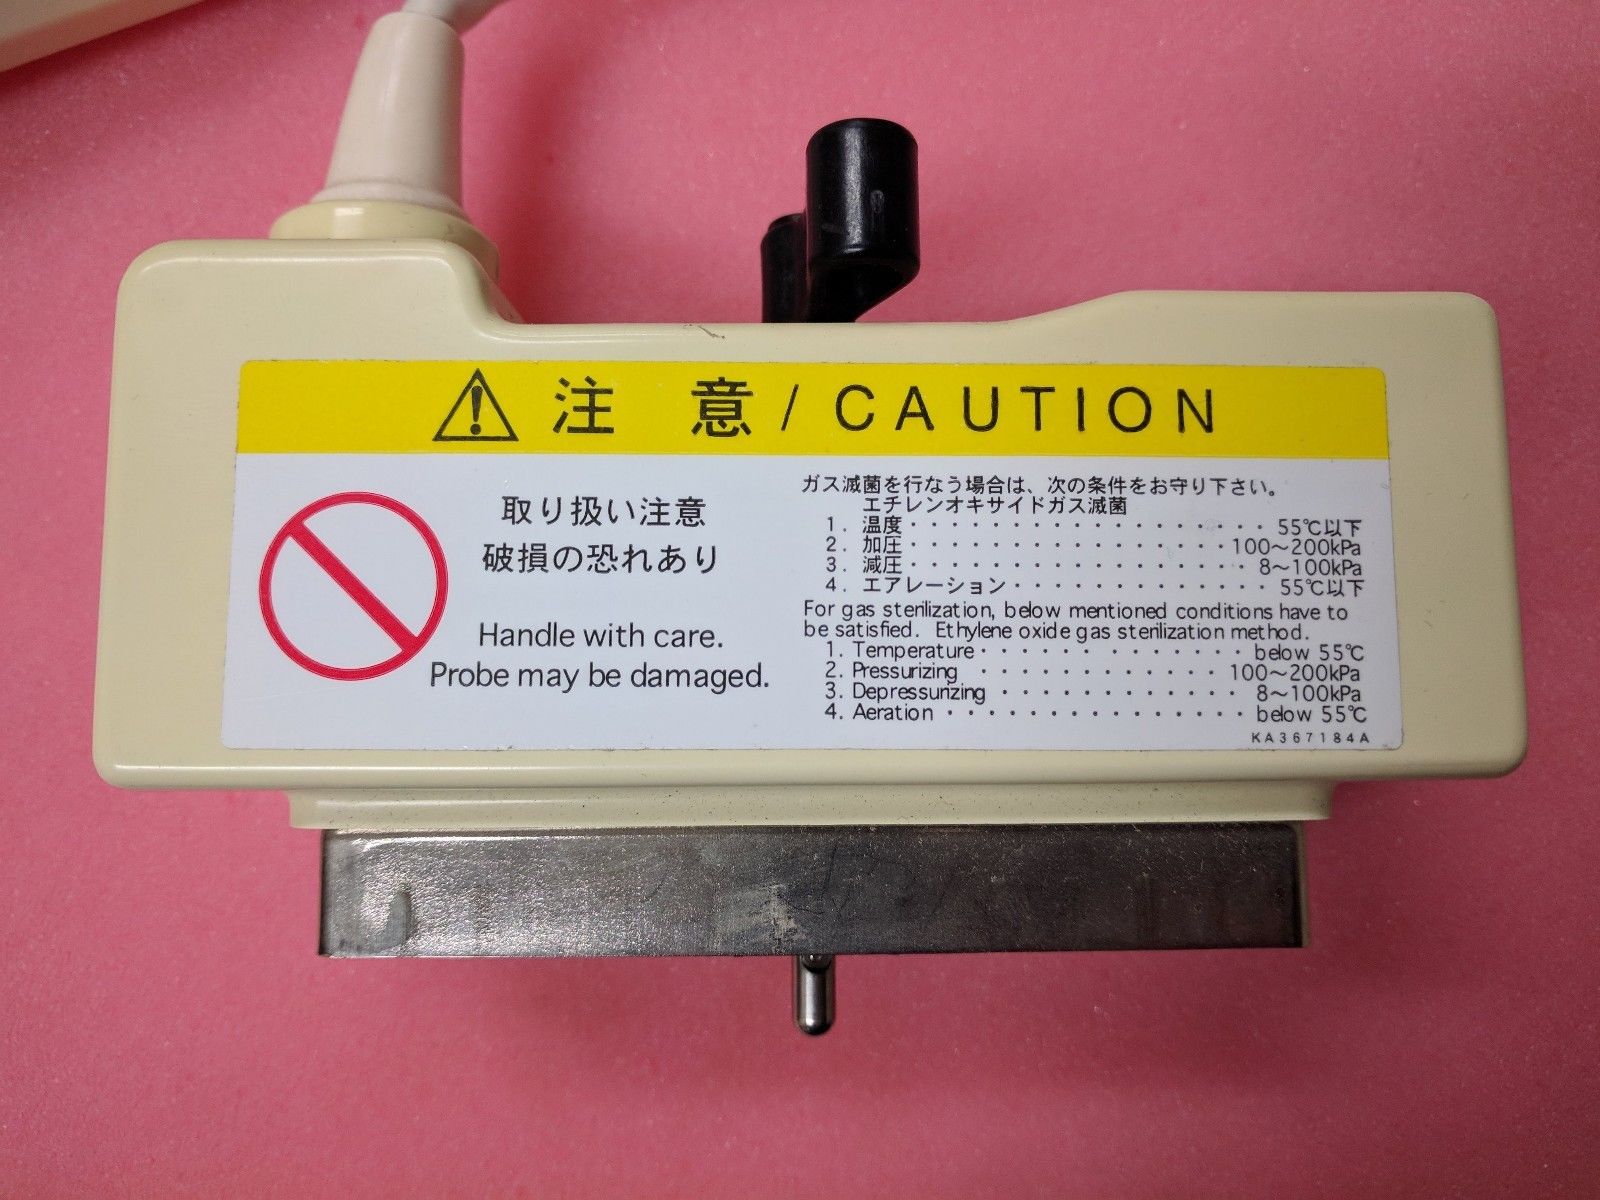 注 意 / CAUTION
取り扱い注意
破損の恐れあり
Handle with care.
Probe may be damaged.
ガス滅菌を行なう場合は、次の条件をお守り下さい。
エチレンオキサイドガス滅菌
1. 温度・・・・・・・・・・・・・・・・・・・55℃以下
2. 加圧・・・・・・・・・・・・・・・・・100～200kPa
3. 減圧・・・・・・・・・・・・・・・・・・8～100kPa
4. エアレーション・・・・・・・・・・・・・55℃以下
For gas sterilization, below mentioned conditions have to
be satisfied. Ethylene oxide gas sterilization method.
1. Temperature・・・・・・・・・・・・・below 55℃
2. Pressurizing ・・・・・・・・・・・・100～200kPa
3. Depressurizing ・・・・・・・・・・・・8～100kPa
4. Aeration ・・・・・・・・・・・・・・・below 55℃
KA367184A